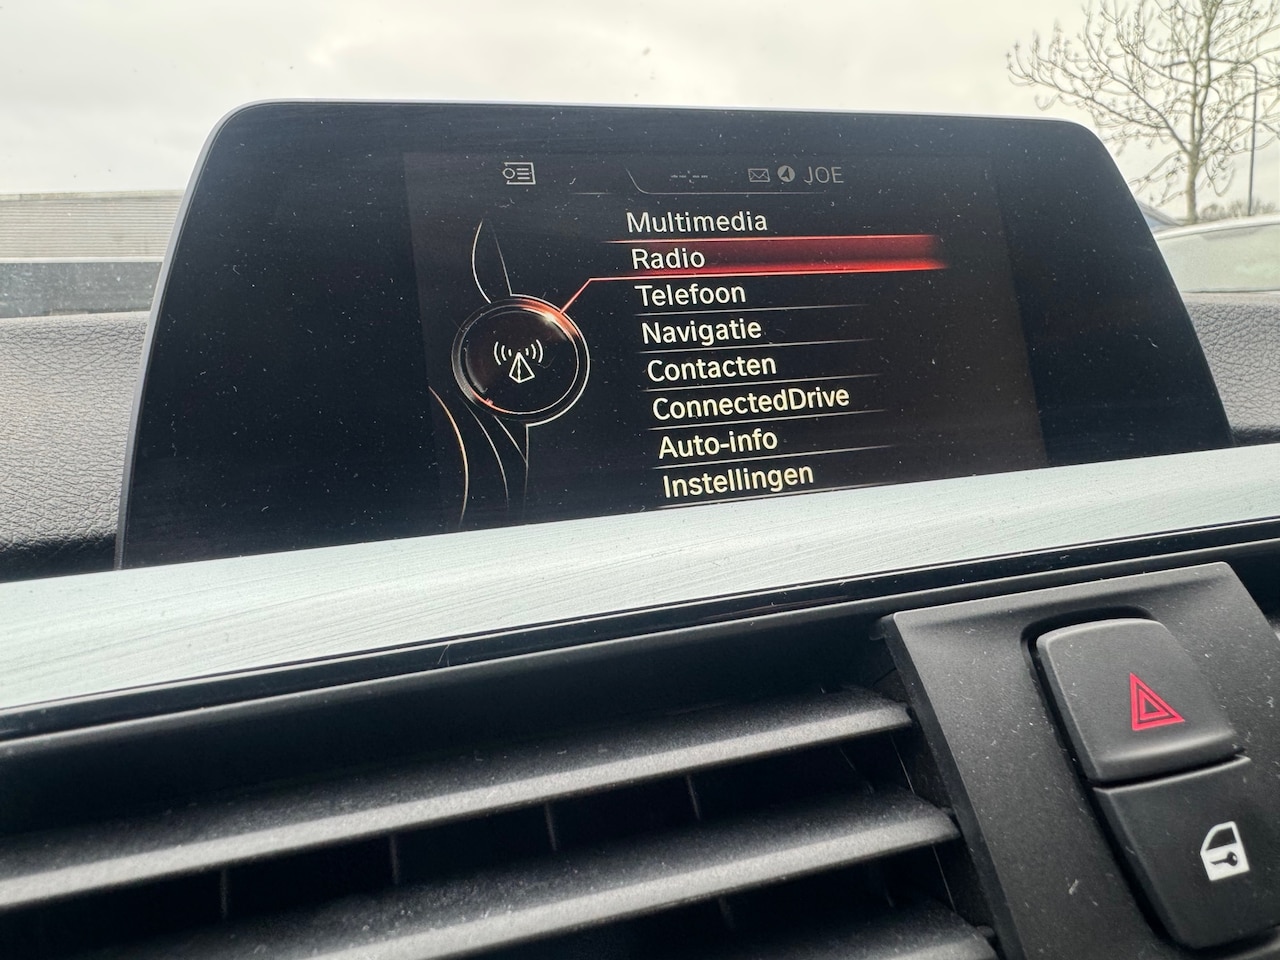 --:-- JOE
Multimedia
Radio
Telefoon
Navigatie
Contacten
ConnectedDrive
Auto-info
Instellingen